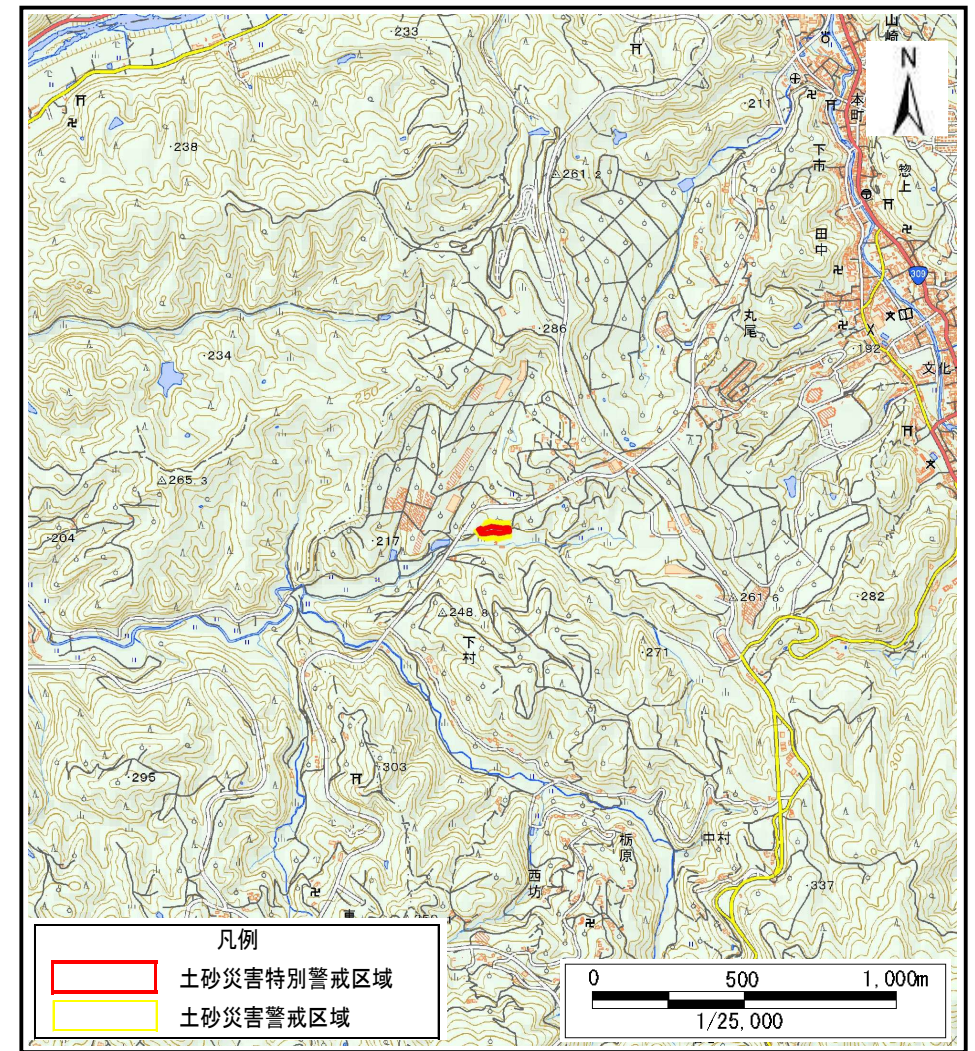 233
山崎
N
211
本町
238
下市
261.2
惣上
田中
309
丸尾
286
234
192
文化
250
265.3
204
217
261.6
282
248.8
下村
271
303
295
栃原
中村
西坊
337
凡例
土砂災害特別警戒区域
土砂災害警戒区域
0 500 1,000m
1/25,000